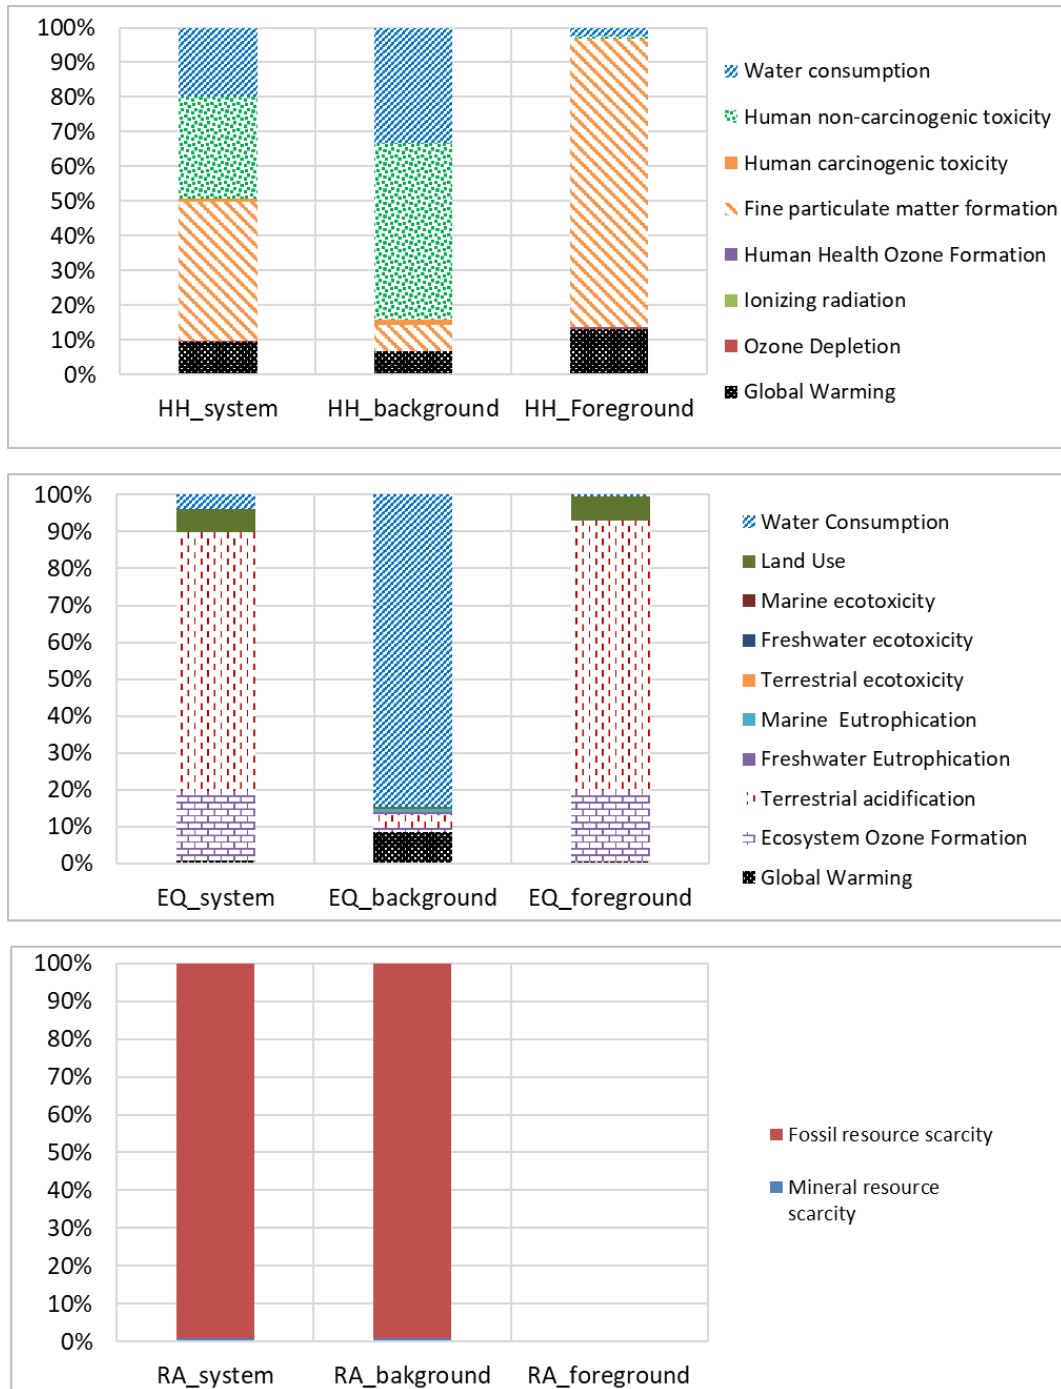 100%
90%
80%
70%
60%
50%
40%
30%
20%
10%
0%
HH_system
HH_background
HH_Foreground
Water consumption
Human non-carcinogenic toxicity
Human carcinogenic toxicity
Fine particulate matter formation
Human Health Ozone Formation
Ionizing radiation
Ozone Depletion
Global Warming
100%
90%
80%
70%
60%
50%
40%
30%
20%
10%
0%
EQ_system
EQ_background
EQ_foreground
Water Consumption
Land Use
Marine ecotoxicity
Freshwater ecotoxicity
Terrestrial ecotoxicity
Marine  Eutrophication
Freshwater Eutrophication
Terrestrial acidification
Ecosystem Ozone Formation
Global Warming
100%
90%
80%
70%
60%
50%
40%
30%
20%
10%
0%
RA_system
RA_bakground
RA_foreground
Fossil resource scarcity
Mineral resource
scarcity